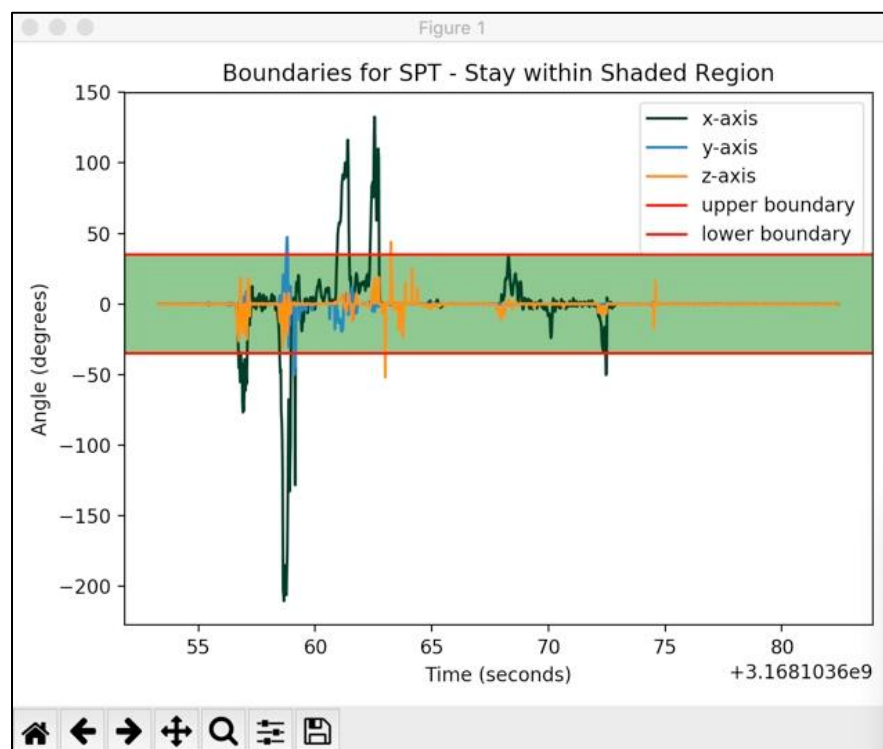 Figure 1
Boundaries for SPT - Stay within Shaded Region
150
100
50
0
−50
−100
−150
−200
Angle (degrees)
x-axis
y-axis
z-axis
upper boundary
lower boundary
55 60 65 70 75 80
Time (seconds)
+3.1681036e9